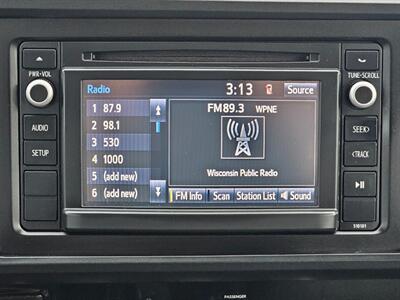 PWR•VOL
AUDIO
SETUP
Radio 3:13 Source
1 87.9
2 98.1
3 530
4 1000
5 (add new)
6 (add new)
FM89.3 WPNE
Wisconsin Public Radio
FM Info Scan Station List Sound
TUNE•SCROLL
SEEK>
<TRACK
510101
PASSENGER